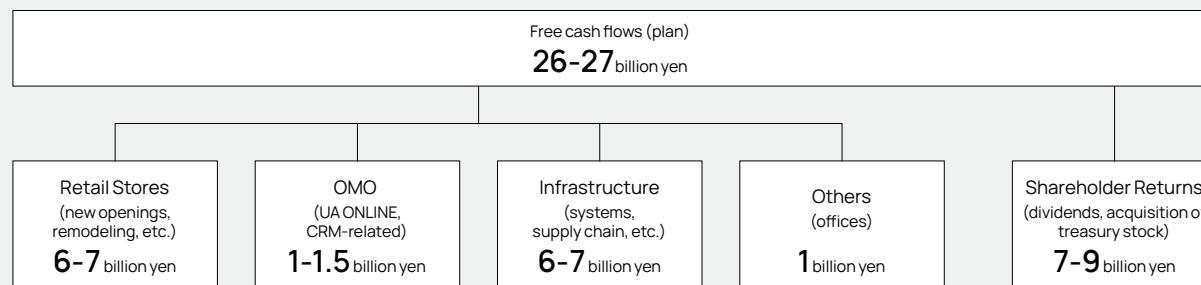 Free cash flows (plan)
26-27 billion yen
Retail Stores
(new openings,
remodeling, etc.)
6-7 billion yen
OMO
(UA ONLINE,
CRM-related)
1-1.5 billion yen
Infrastructure
(systems,
supply chain, etc.)
6-7 billion yen
Others
(offices)
1 billion yen
Shareholder Returns
(dividends, acquisition
treasury stock)
7-9 billion yen